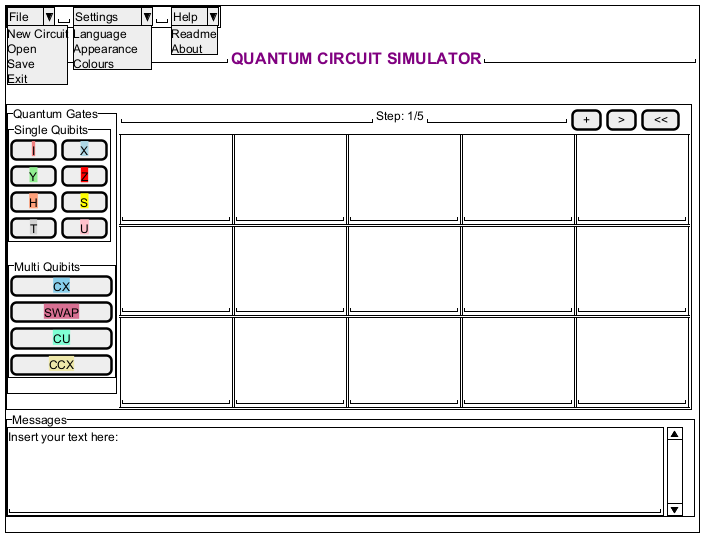 File Settings Help
New Circuit
Open
Save
Exit
Language
Appearance
Colours
Readme
About
QUANTUM CIRCUIT SIMULATOR
Quantum Gates
Single Quibits
I X
Y Z
H S
T U
Multi Quibits
CX
SWAP
CU
CCX
Step: 1/5
+ > <<
Messages
Insert your text here: